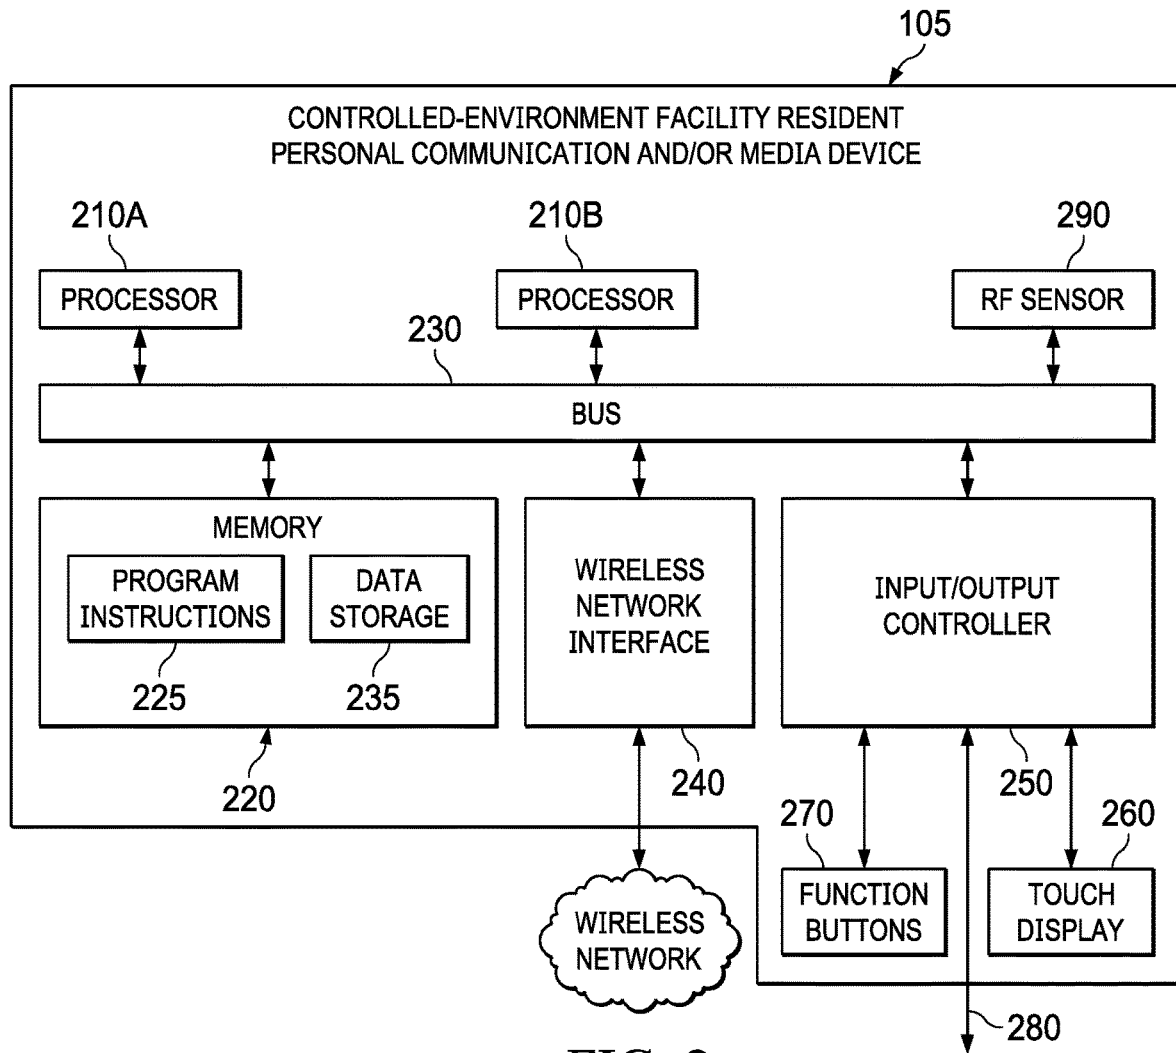 105
CONTROLLED-ENVIRONMENT FACILITY RESIDENT
PERSONAL COMMUNICATION AND/OR MEDIA DEVICE
210A
210B
290
PROCESSOR
PROCESSOR
RF SENSOR
230
BUS
MEMORY
PROGRAM
INSTRUCTIONS
DATA
STORAGE
225
235
220
WIRELESS
NETWORK
INTERFACE
240
INPUT/OUTPUT
CONTROLLER
250
270
260
FUNCTION
BUTTONS
TOUCH
DISPLAY
WIRELESS
NETWORK
280